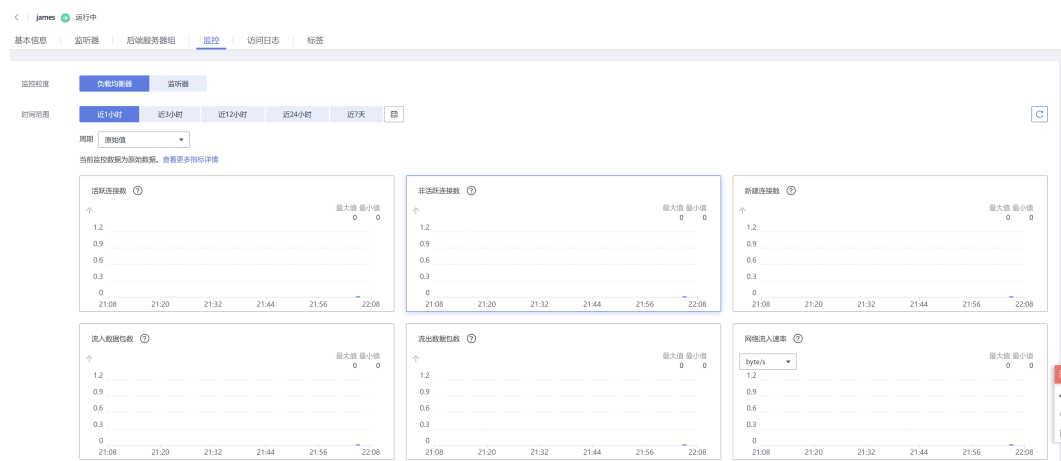 james 运行中
基本信息 监听器 后端服务器组 监控 访问日志 标签
监控粒度 负载均衡器 监听器
时间范围 近1小时 近3小时 近12小时 近24小时 近7天
周期 原始值
当前监控数据为原始数据。查看更多指标详情
活跃连接数 ?
个 最大值 最小值
0 0
1.2
0.9
0.6
0.3
0
21:08 21:20 21:32 21:44 21:56 22:08
非活跃连接数 ?
个 最大值 最小值
0 0
1.2
0.9
0.6
0.3
0
21:08 21:20 21:32 21:44 21:56 22:08
新建连接数 ?
个 最大值 最小值
0 0
1.2
0.9
0.6
0.3
0
21:08 21:20 21:32 21:44 21:56 22:08
流入数据包数 ?
个 最大值 最小值
0 0
1.2
0.9
0.6
0.3
0
21:08 21:20 21:32 21:44 21:56 22:08
流出数据包数 ?
个 最大值 最小值
0 0
1.2
0.9
0.6
0.3
0
21:08 21:20 21:32 21:44 21:56 22:08
网络流入速率 ?
byte/s 最大值 最小值
0 0
1.2
0.9
0.6
0.3
0
21:08 21:20 21:32 21:44 21:56 22:08